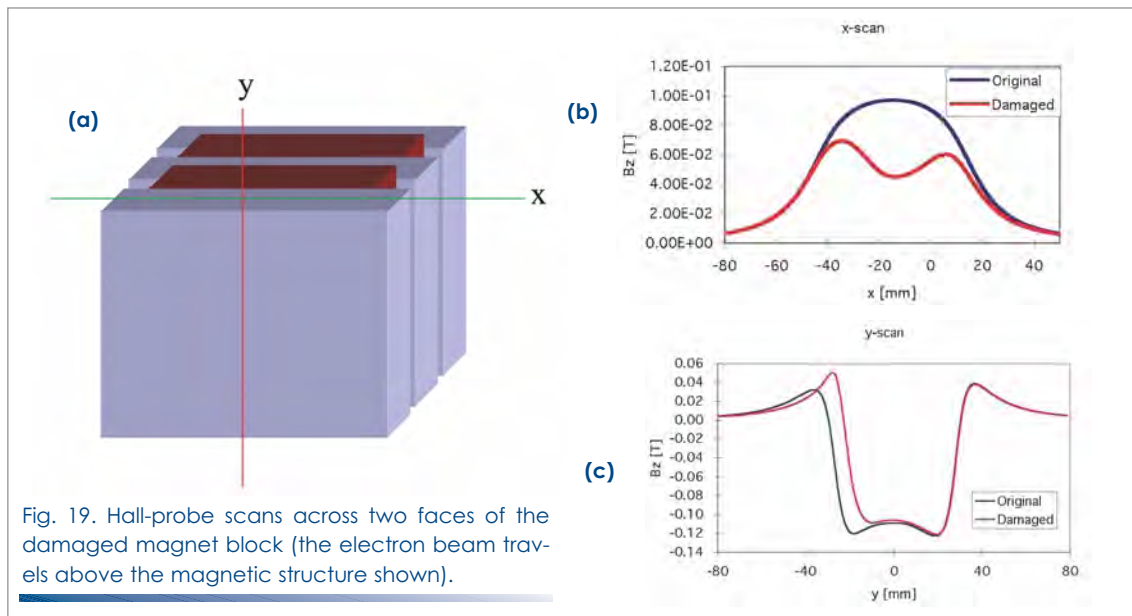 y
(a)
x
Fig. 19. Hall-probe scans across two faces of the
damaged magnet block (the electron beam trav-
els above the magnetic structure shown).
(b)
x-scan
Bz [T]
1.20E-01
1.00E-01
8.00E-02
6.00E-02
4.00E-02
2.00E-02
0.00E+00
Original
Damaged
-80 -60 -40 -20 0 20 40
x [mm]
(c)
y-scan
Bz [T]
0.06
0.04
0.02
0.00
-0.02
-0.04
-0.06
-0.08
-0.10
-0.12
-0.14
Original
Damaged
-80 -40 0 40 80
y [mm]